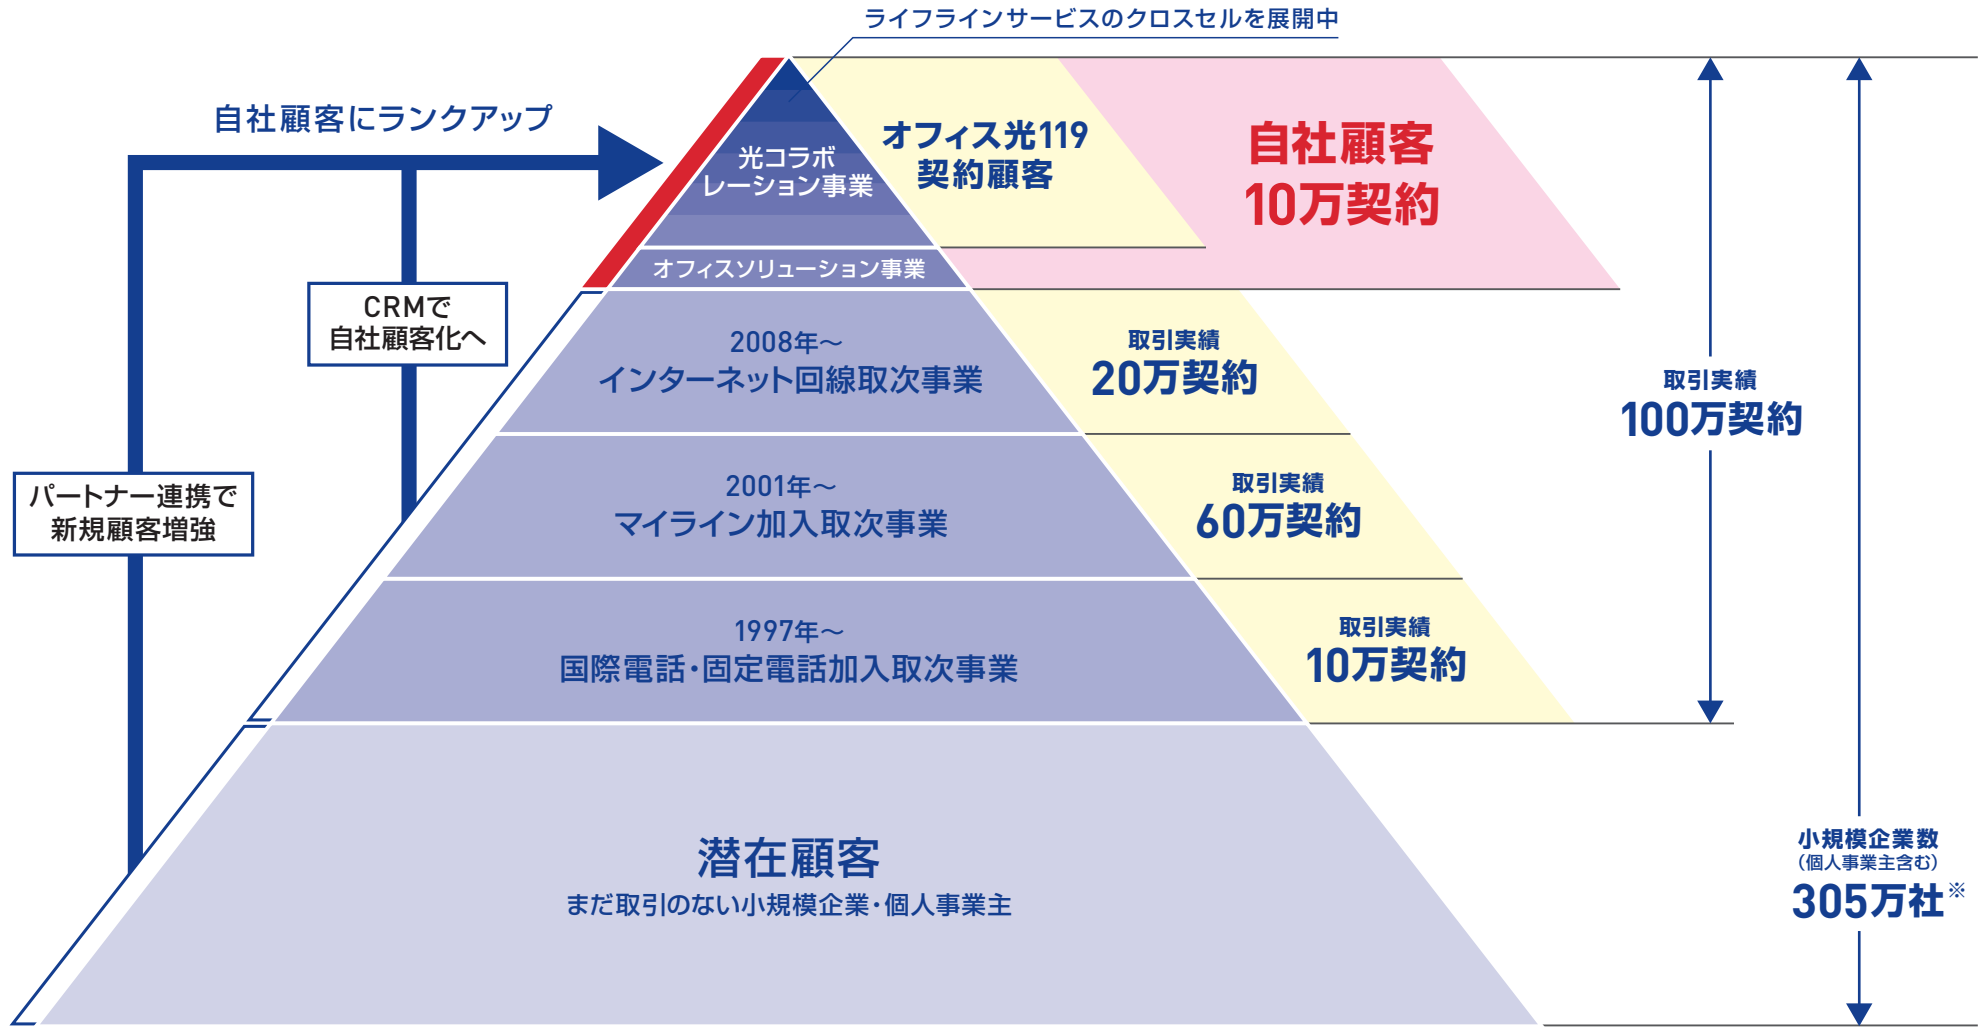 ライフラインサービスのクロスセルを展開中
自社顧客にランクアップ
光コラボ
レーション事業
オフィス光119
契約顧客
自社顧客
10万契約
オフィスソリューション事業
CRMで
自社顧客化へ
2008年～
インターネット回線取次事業
取引実績
20万契約
取引実績
100万契約
パートナー連携で
新規顧客増強
2001年～
マイライン加入取次事業
取引実績
60万契約
1997年～
国際電話・固定電話加入取次事業
取引実績
10万契約
潜在顧客
まだ取引のない小規模企業・個人事業主
小規模企業数
（個人事業主含む）
305万社※